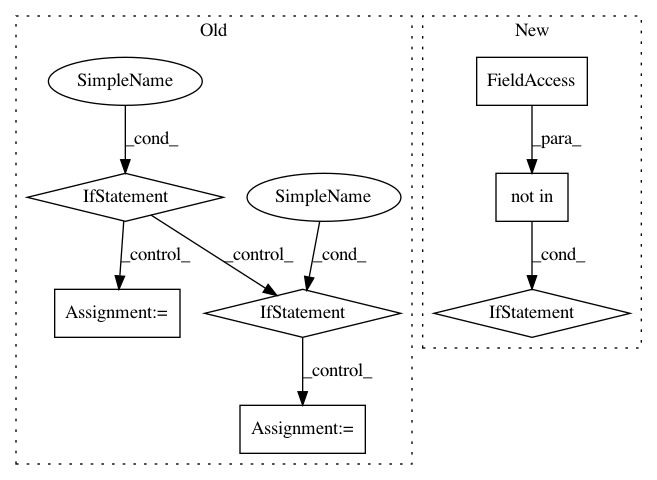 Old
New
SimpleName
FieldAccess
_cond_
_para_
IfStatement
SimpleName
not in
_control_
_control_
_cond_
_cond_
Assignment:=
IfStatement
IfStatement
_control_
Assignment:=